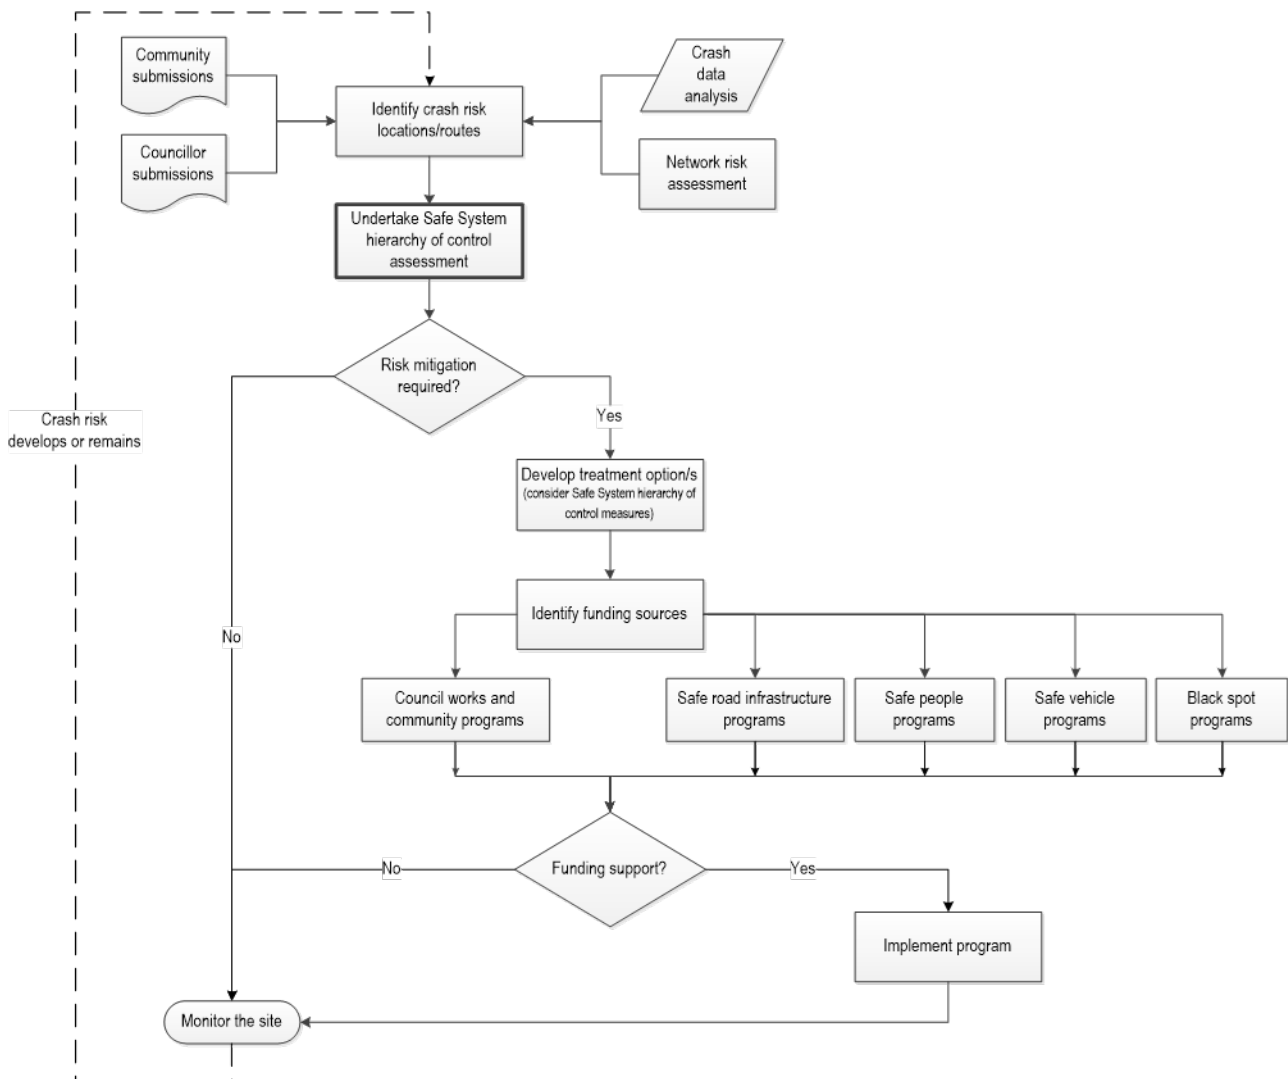 Community
submissions
Crash
data
analysis
Identify crash risk
locations/routes
Councillor
submissions
Network risk
assessment
Undertake Safe System
hierarchy of control
assessment
Risk mitigation
required?
Crash risk
develops or remains
Yes
Develop treatment option/s
(consider Safe System hierarchy of
control measures)
Identify funding sources
No
Council works and
community programs
Safe road infrastructure
programs
Safe people
programs
Safe vehicle
programs
Black spot
programs
No
Funding support?
Yes
Implement program
Monitor the site